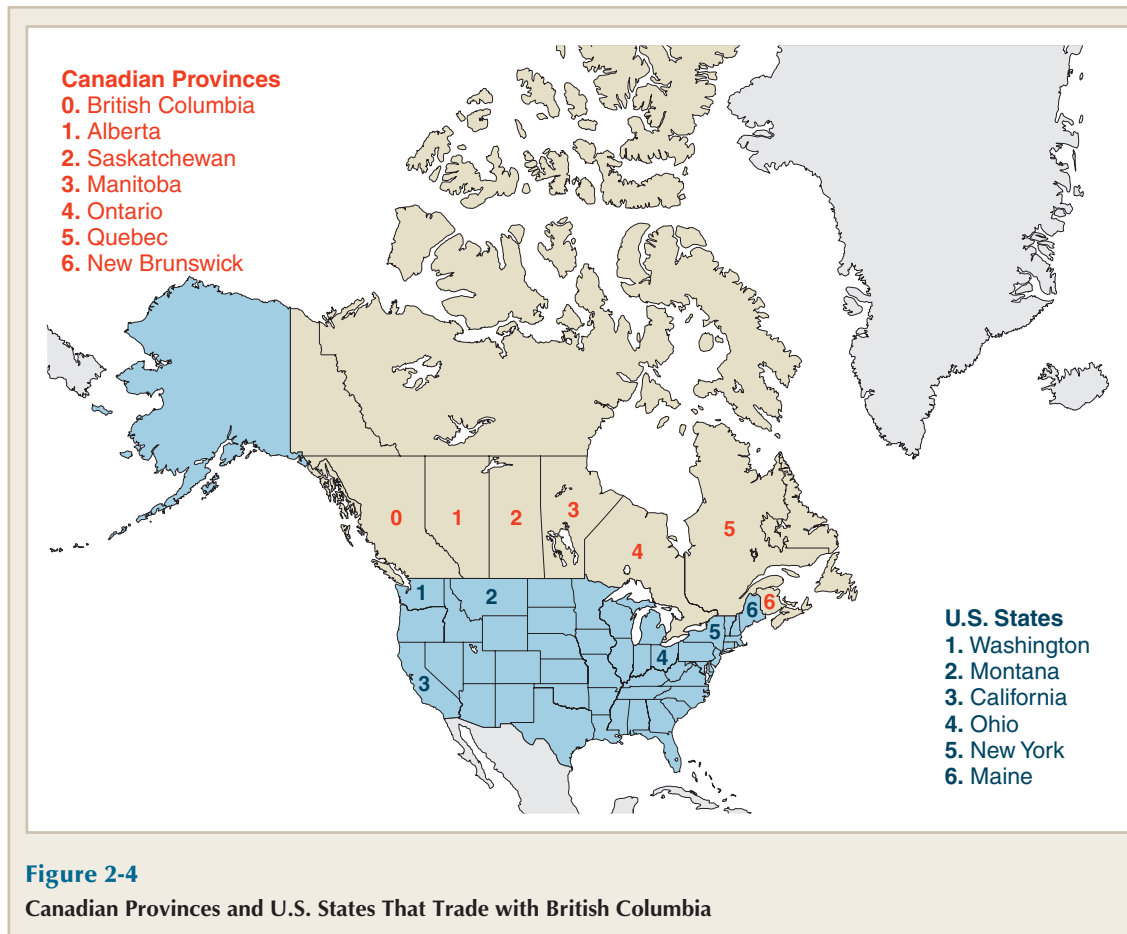 Canadian Provinces
0. British Columbia
1. Alberta
2. Saskatchewan
3. Manitoba
4. Ontario
5. Quebec
6. New Brunswick
0
1
2
3
4
5
6
1
2
3
4
5
6
U.S. States
1. Washington
2. Montana
3. California
4. Ohio
5. New York
6. Maine
Figure 2-4
Canadian Provinces and U.S. States That Trade with British Columbia